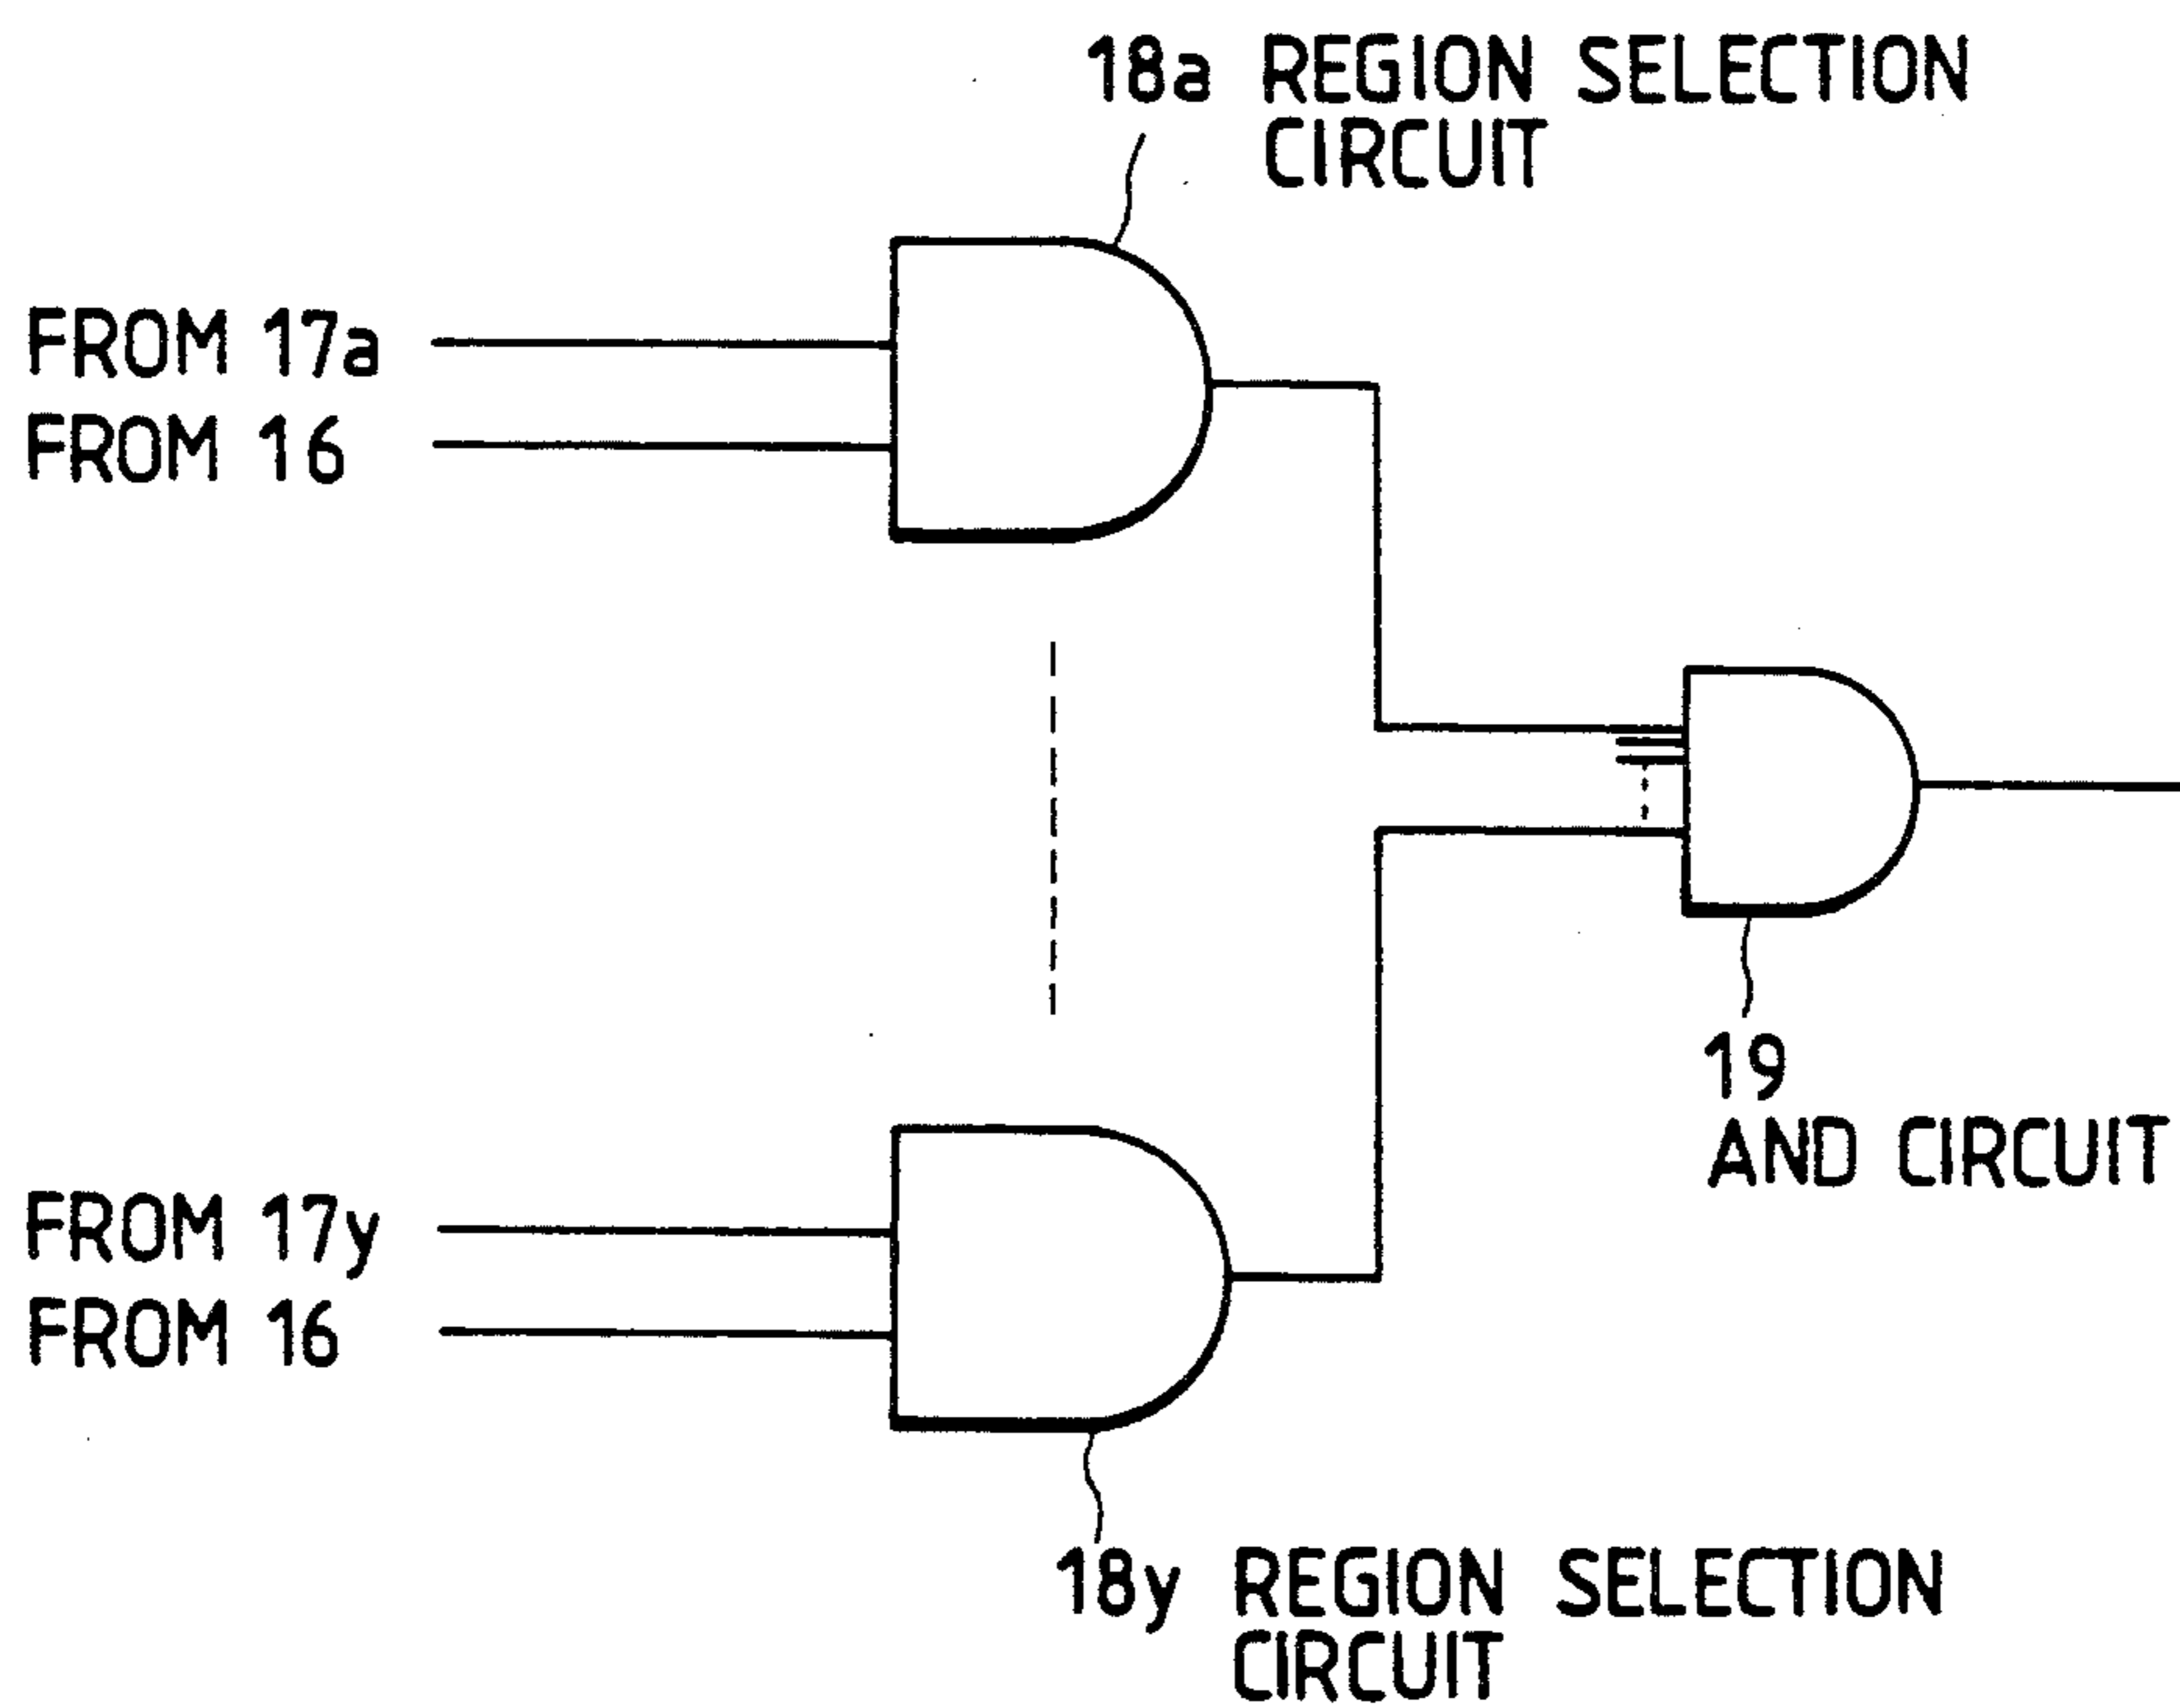 18a REGION SELECTION
CIRCUIT
FROM 17a
FROM 16
19
AND CIRCUIT
FROM 17y
FROM 16
18y REGION SELECTION
CIRCUIT